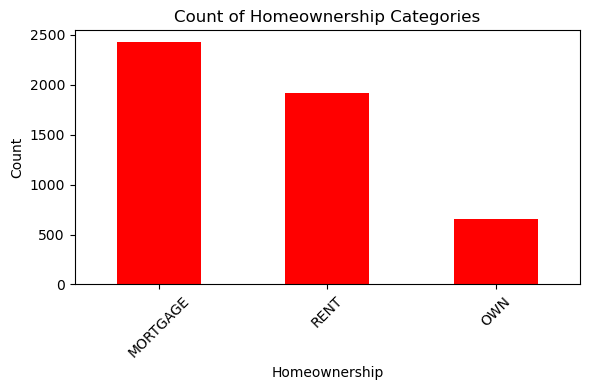 Count of Homeownership Categories
Count
2500
2000
1500
1000
500
0
MORTGAGE
RENT
OWN
Homeownership